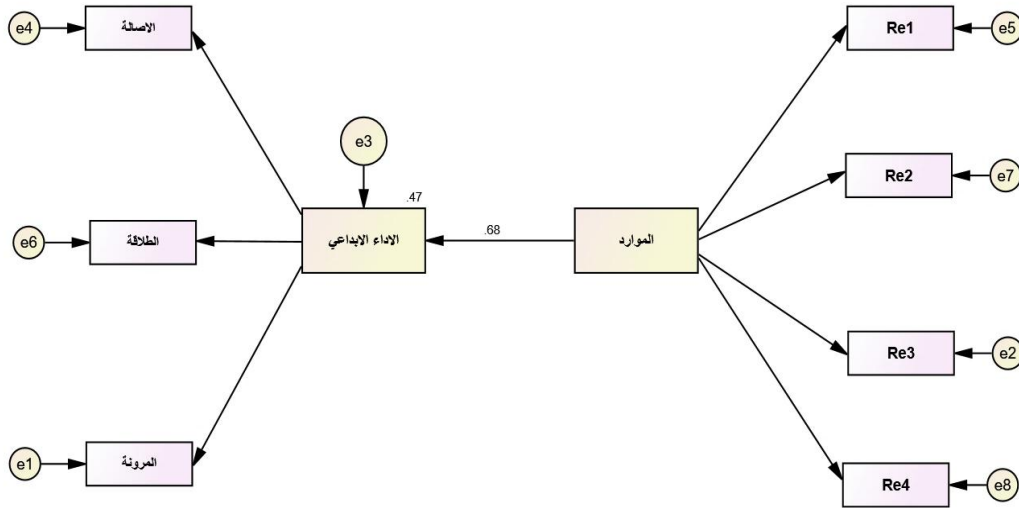 e4
الاصالة
Re1
e5
e3
.47
Re2
e7
e6
الطلاقة
الاداء الابداعي
.68
الموارد
Re3
e2
e1
المرونة
Re4
e8